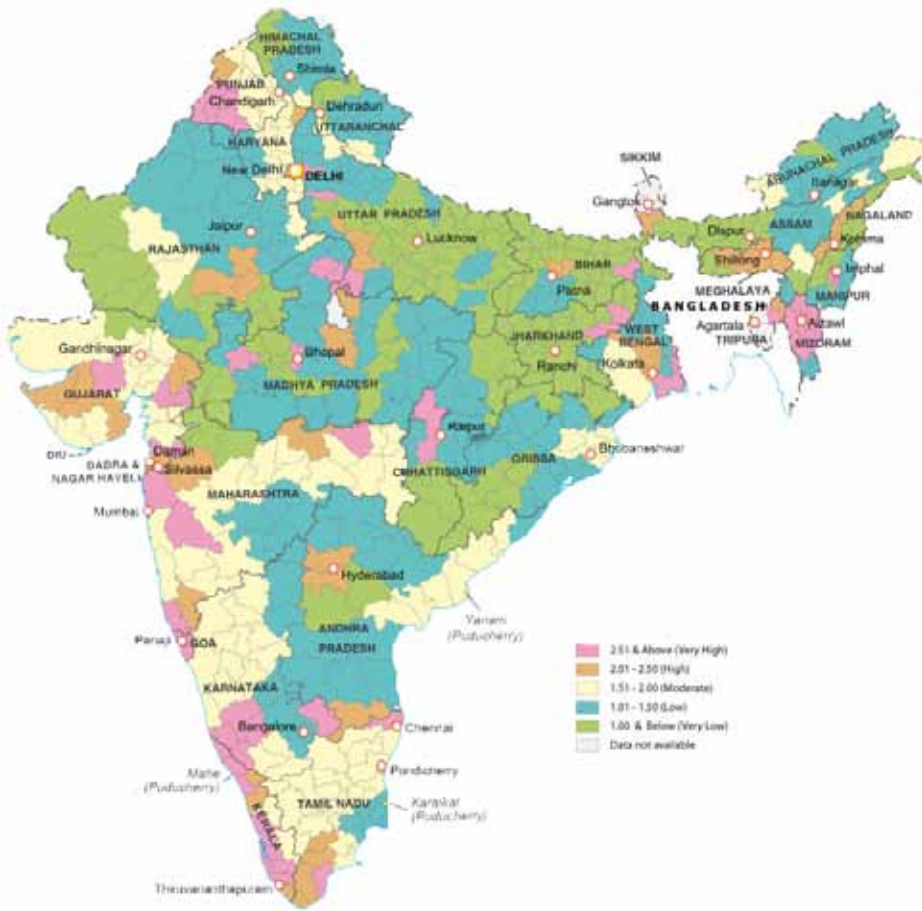 HIMACHAL
PRADESH
Shimla
PUNJAB
Chandigarh
Dehradun
UTTARANCHAL
HARYANA
New Delhi
DELHI
SIKKIM
Gangtok
ARUNACHAL PRADESH
Itanagar
UTTAR PRADESH
Jaipur
Lucknow
RAJASTHAN
Dispur
ASSAM
NAGALAND
Kohima
Shillong
BIHAR
Patna
Imphal
MEGHALAYA
MANIPUR
BANGLADESH
Agartala
TRIPURA
Aizawl
MIZORAM
JHARKHAND
Ranchi
WEST
BENGAL
Kolkata
Gandhinagar
Bhopal
MADHYA PRADESH
GUJARAT
Raipur
DIU
Daman
DADRA &
NAGAR HAVELI
Silvassa
CHHATTISGARH
ORISSA
Bhubaneshwar
MAHARASHTRA
Mumbai
Hyderabad
Yanam
(Puducherry)
Panaji
GOA
ANDHRA
PRADESH
KARNATAKA
2.51 & Above (Very High)
2.01 - 2.50 (High)
1.51 - 2.00 (Moderate)
1.01 - 1.50 (Low)
1.00 & Below (Very Low)
Data not available
Bangalore
Chennai
Mahe
(Puducherry)
Pondicherry
TAMIL NADU
Karaikal
(Puducherry)
KERALA
Thiruvananthapuram